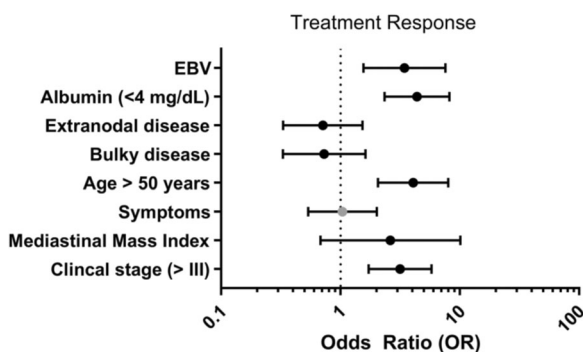 Treatment Response
EBV
Albumin (<4 mg/dL)
Extranodal disease
Bulky disease
Age > 50 years
Symptoms
Mediastinal Mass Index
Clincal stage (> III)
0.1
1
10
100
Odds Ratio (OR)